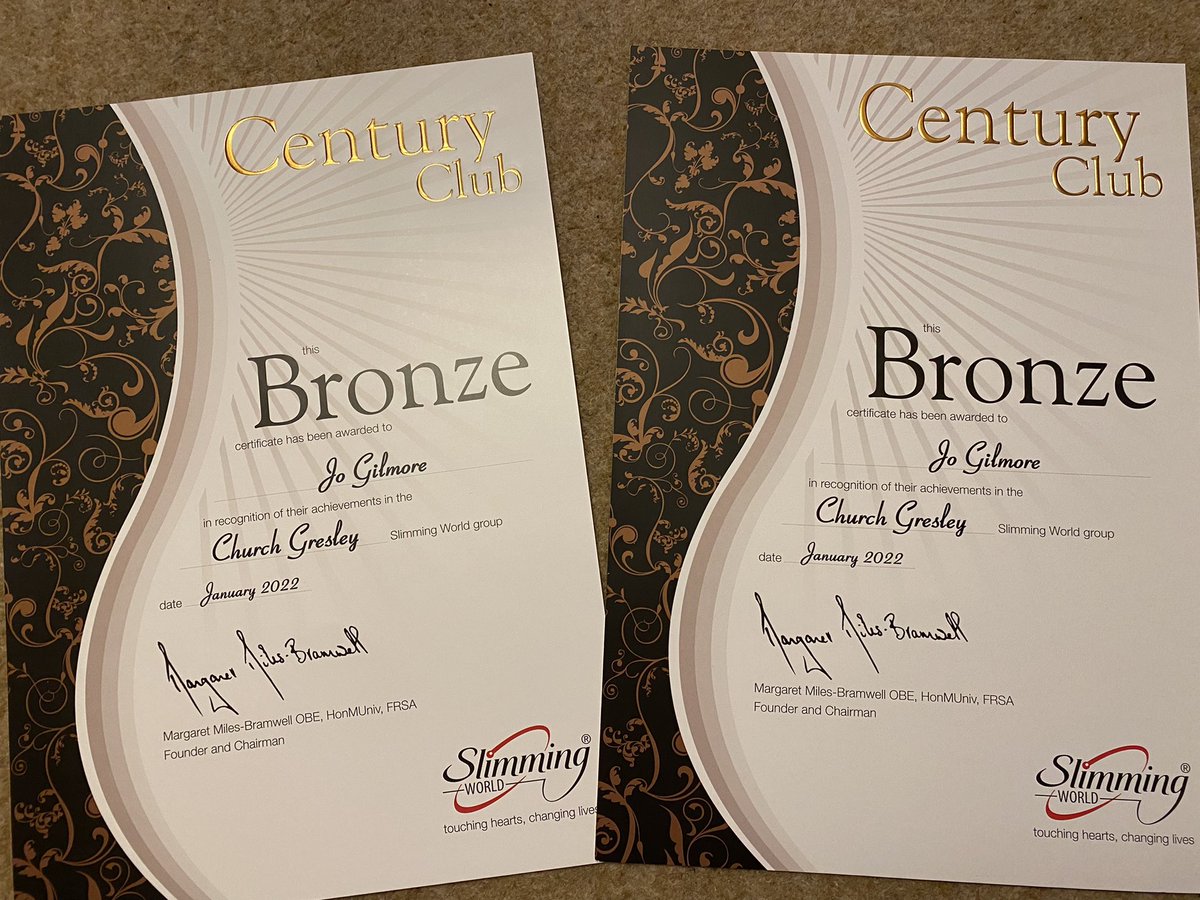 Century
Club
this
Bronze
certificate has been awarded to
Jo Gilmore
in recognition of their achievements in the
Church Gresley Slimming World group
date January 2022
Margaret Miles-Bramwell
Margaret Miles-Bramwell OBE, HonMUniv, FRSA
Founder and Chairman
Slimming®
WORLD
touching hearts, changing lives
Century
Club
this
Bronze
certificate has been awarded to
Jo Gilmore
in recognition of their achievements in the
Church Gresley Slimming World group
date January 2022
Margaret Miles-Bramwell
Margaret Miles-Bramwell OBE, HonMUniv, FRSA
Founder and Chairman
Slimming®
WORLD
touching hearts, changing lives